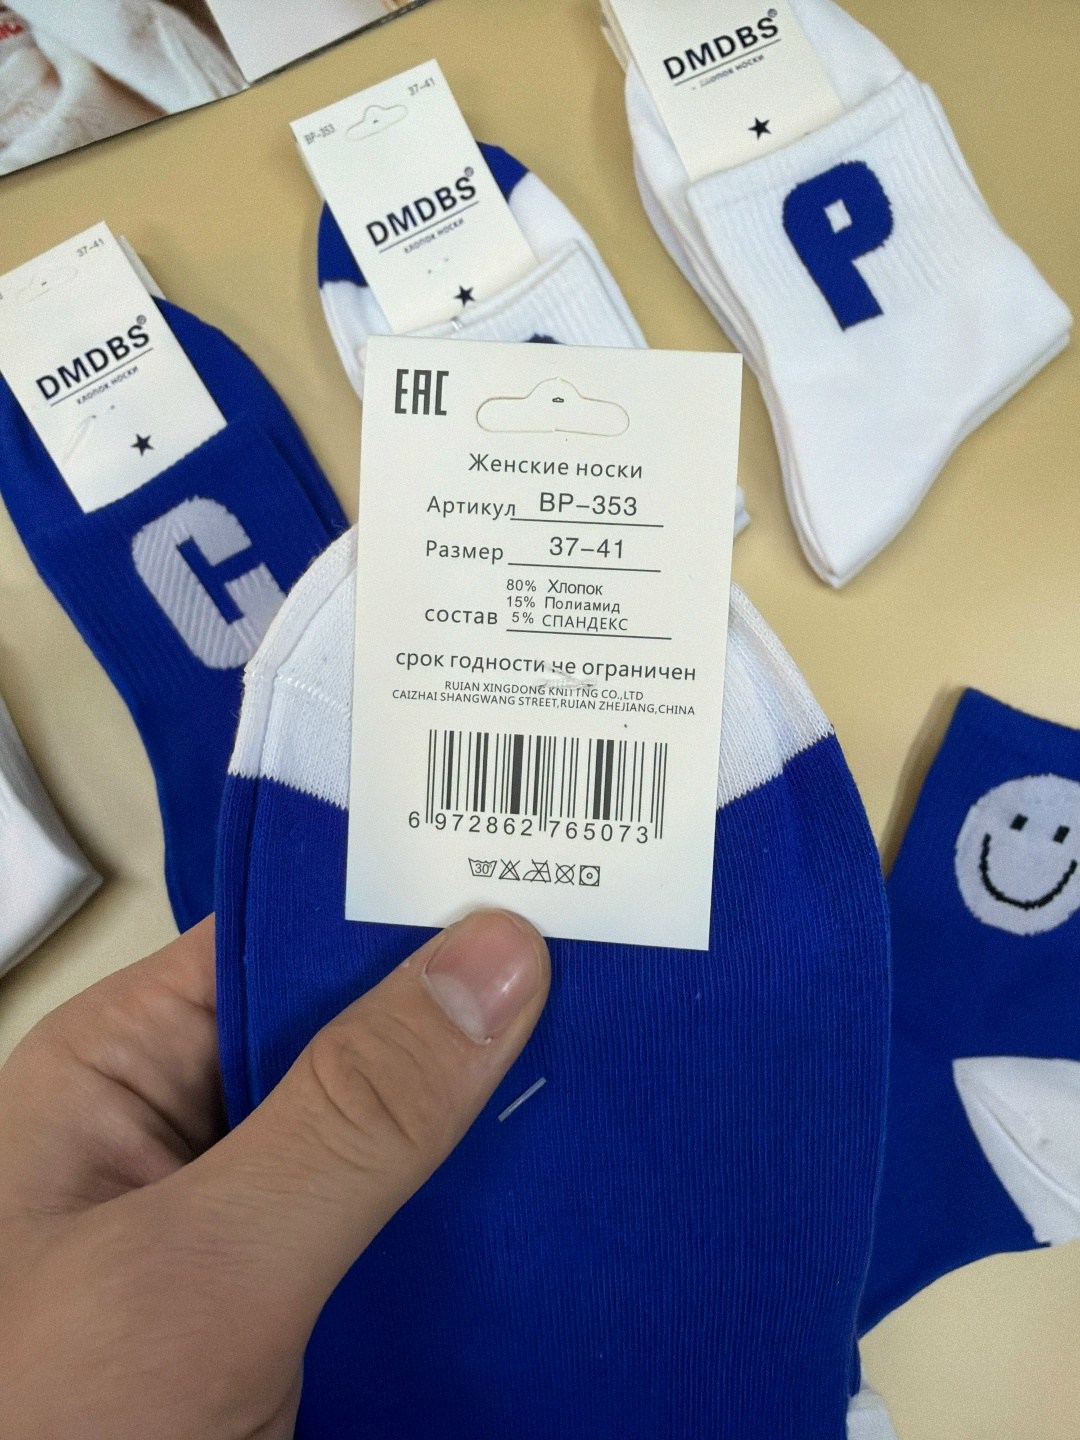 DMDBS®
ХЛОПОК НОСКИ
BP-353
37-41
DMDBS®
ХЛОПОК НОСКИ
37-41
DMDBS®
ХЛОПОК НОСКИ
P
C
EAC
Женские носки
Артикул BP-353
Размер 37-41
80% Хлопок
15% Полиамид
состав 5% СПАНДЕКС
срок годности не ограничен
RUIAN XINGDONG KNITTNG CO.,LTD
CAIZHAI SHANGWANG STREET,RUIAN ZHEJIANG,CHINA
6 972862 765073
30